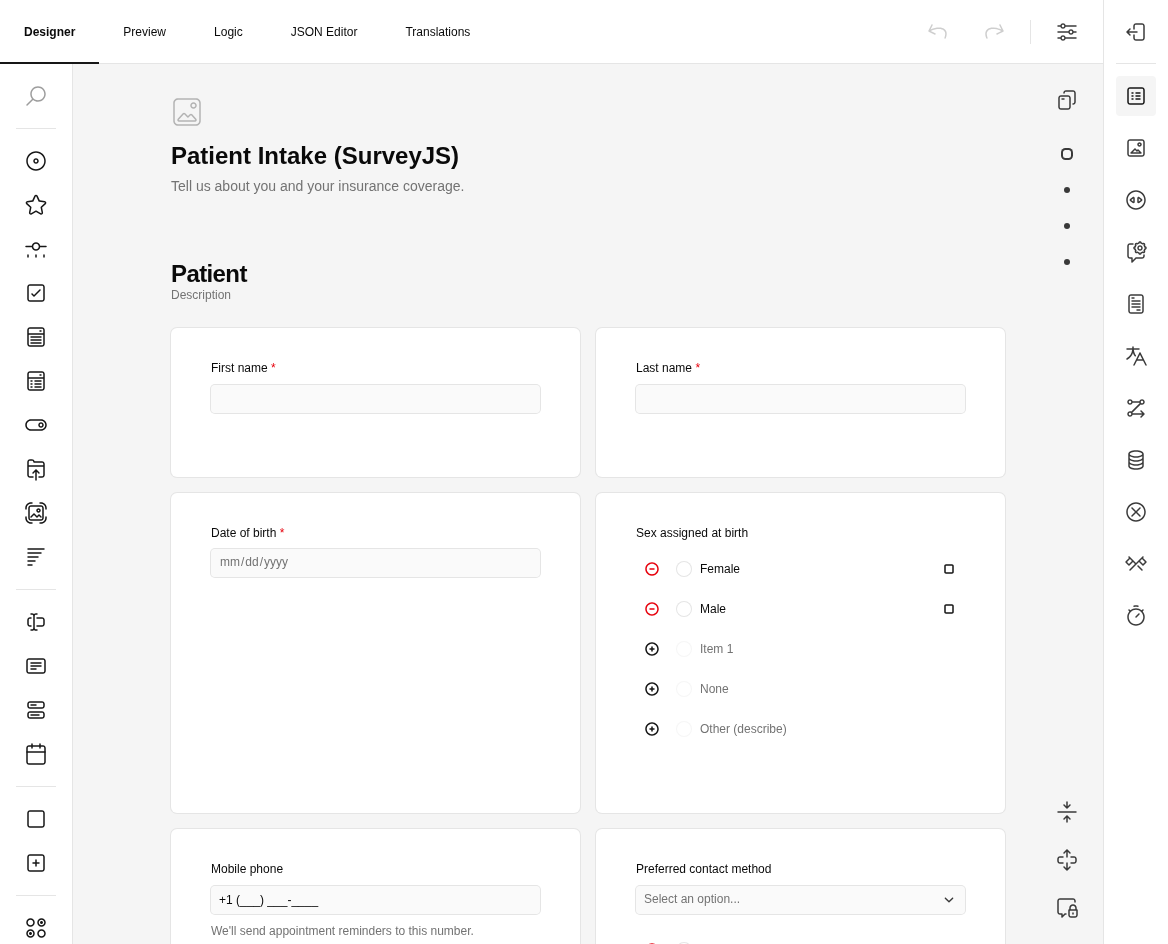 Designer
Preview
Logic
JSON Editor
Translations
Patient Intake (SurveyJS)
Tell us about you and your insurance coverage.
Patient
Description
First name *
Last name *
Date of birth *
mm/dd/yyyy
Sex assigned at birth
Female
Male
Item 1
None
Other (describe)
Mobile phone
+1 (___) ___-____
We'll send appointment reminders to this number.
Preferred contact method
Select an option...